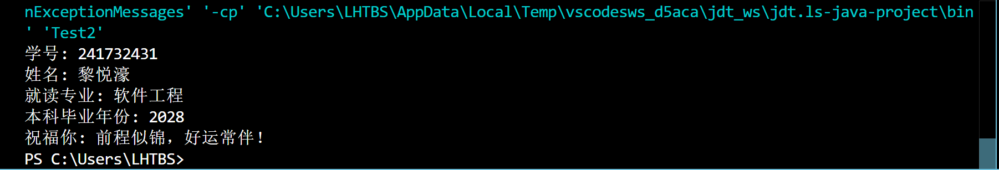 nExceptionMessages' '-cp' 'C:\Users\LHTBS\AppData\Local\Temp\vscodesws_d5aca\jdt_ws\jdt.ls-java-project\bin
' 'Test2'
学号：241732431
姓名：黎悦濠
就读专业：软件工程
本科毕业年份：2028
祝福你：前程似锦，好运常伴！
PS C:\Users\LHTBS>